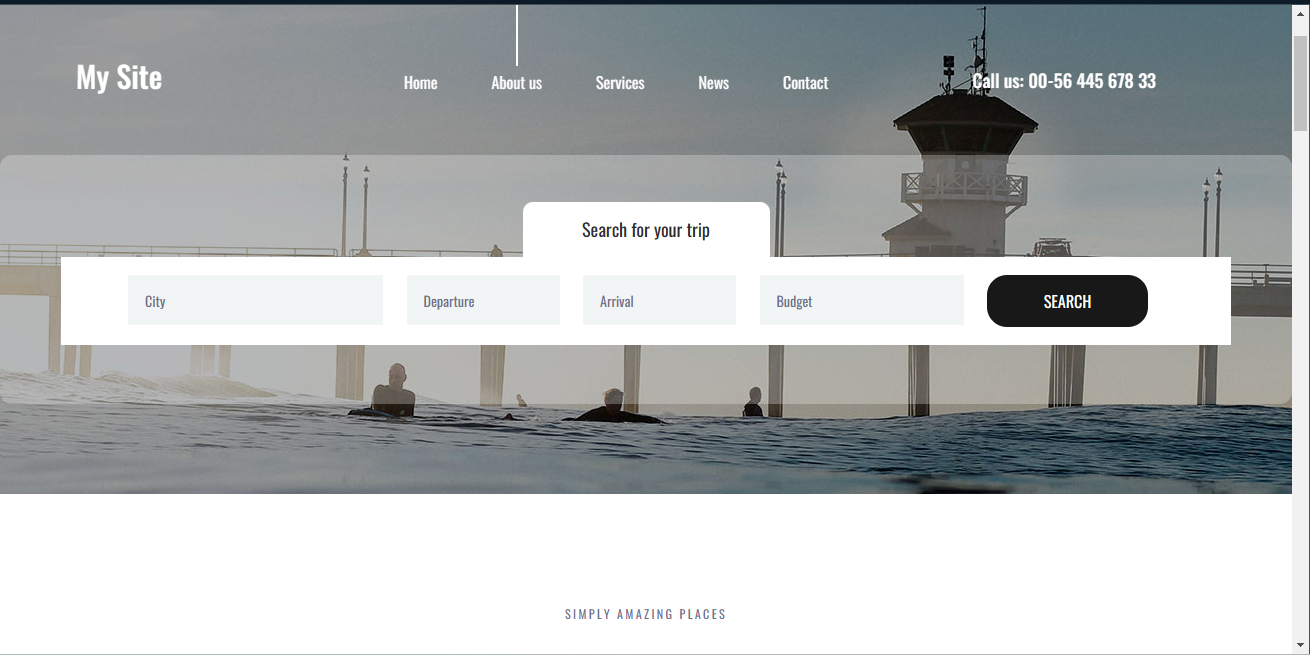 My Site
Home About us Services News Contact
Call us: 00-56 445 678 33
Search for your trip
City Departure Arrival Budget SEARCH
SIMPLY AMAZING PLACES